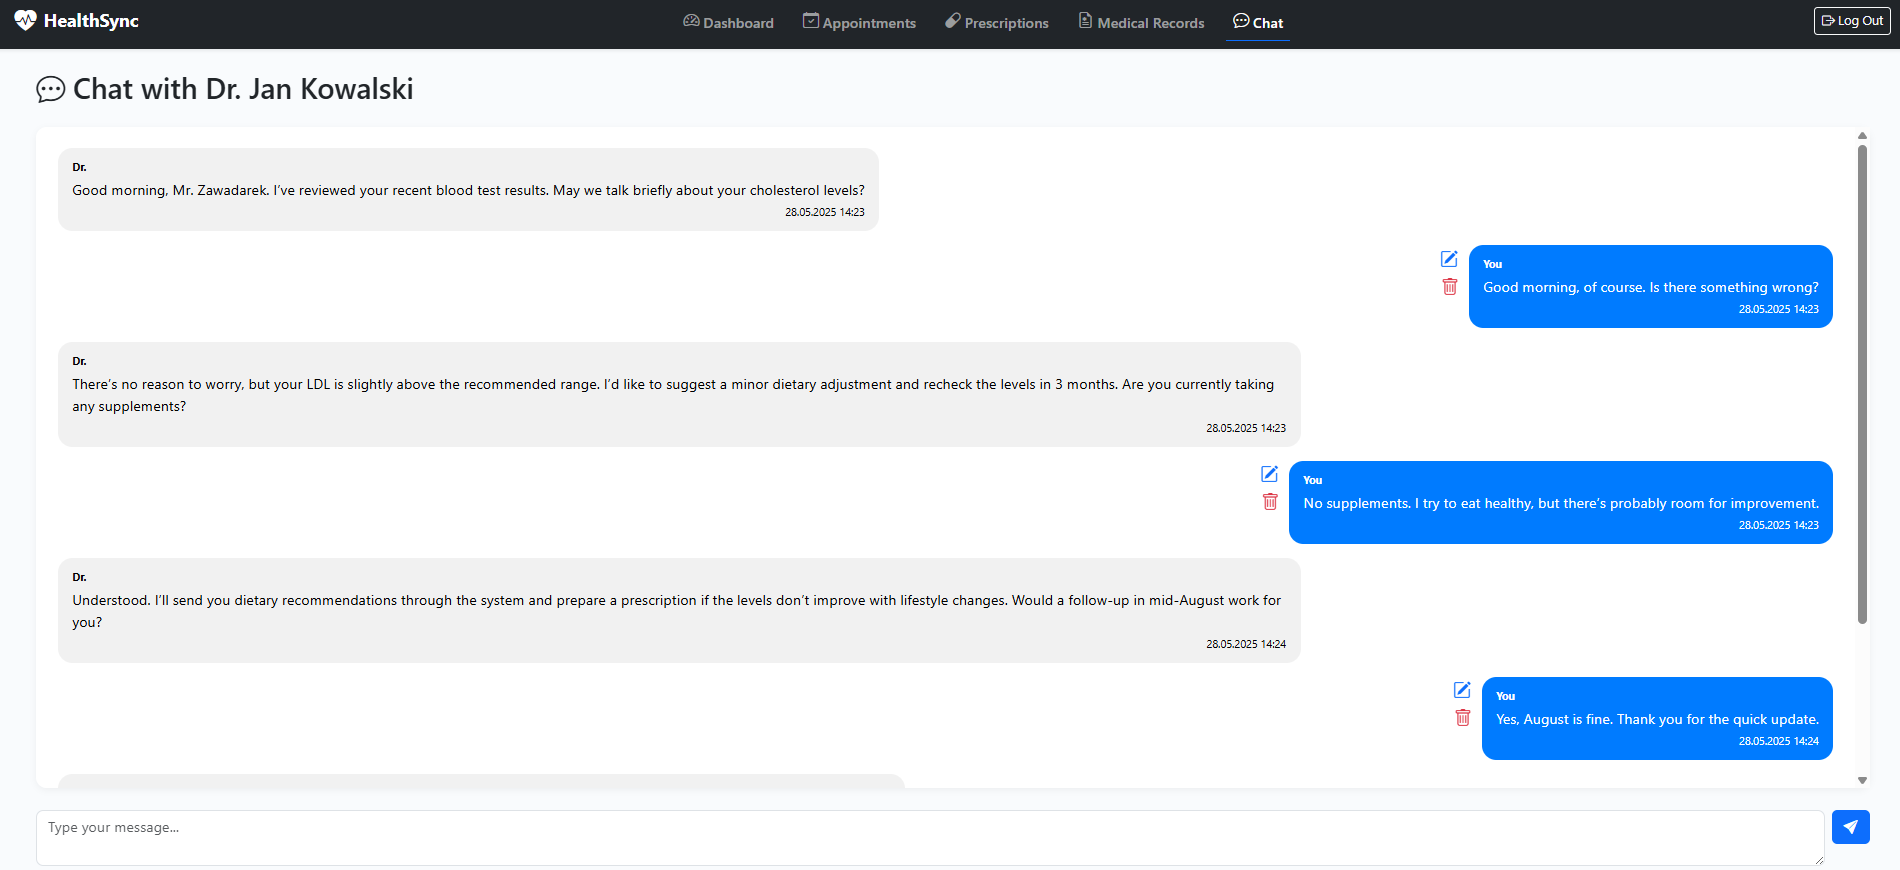 HealthSync
Dashboard
Appointments
Prescriptions
Medical Records
Chat
Log Out
Chat with Dr. Jan Kowalski
Dr.
Good morning, Mr. Zawadarek. I’ve reviewed your recent blood test results. May we talk briefly about your cholesterol levels?
28.05.2025 14:23
You
Good morning, of course. Is there something wrong?
28.05.2025 14:23
Dr.
There’s no reason to worry, but your LDL is slightly above the recommended range. I’d like to suggest a minor dietary adjustment and recheck the levels in 3 months. Are you currently taking
any supplements?
28.05.2025 14:23
You
No supplements. I try to eat healthy, but there’s probably room for improvement.
28.05.2025 14:23
Dr.
Understood. I’ll send you dietary recommendations through the system and prepare a prescription if the levels don’t improve with lifestyle changes. Would a follow-up in mid-August work for
you?
28.05.2025 14:24
You
Yes, August is fine. Thank you for the quick update.
28.05.2025 14:24
Type your message...